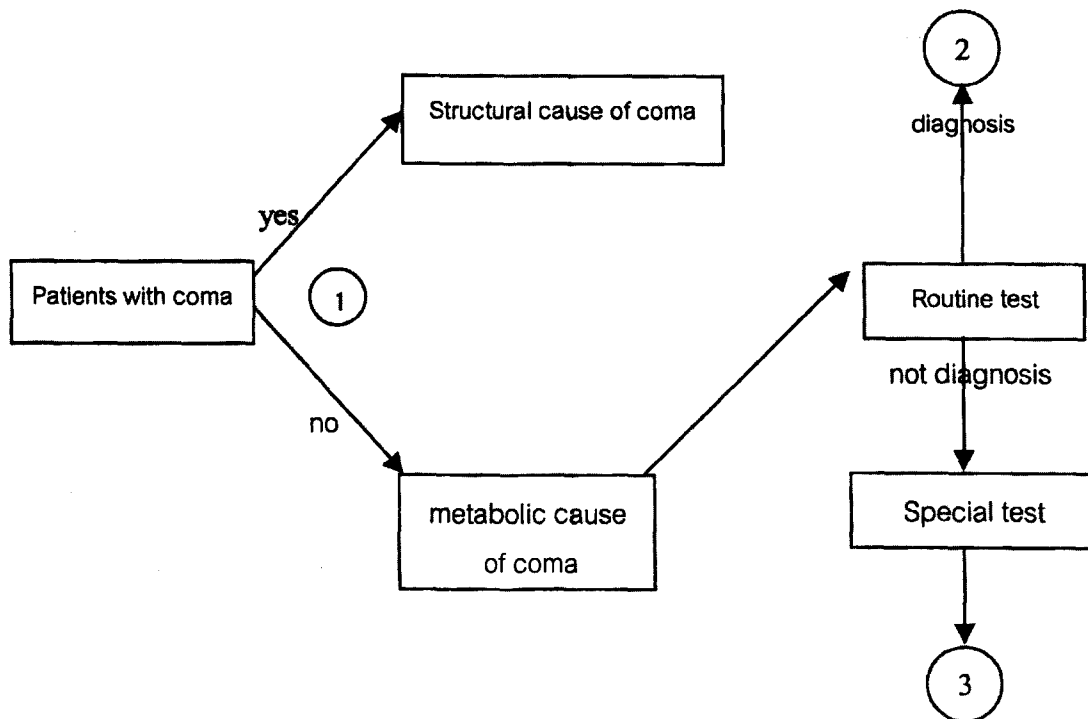 2
Structural cause of coma
diagnosis
yes
Patients with coma
1
Routine test
not diagnosis
no
metabolic cause
of coma
Special test
3